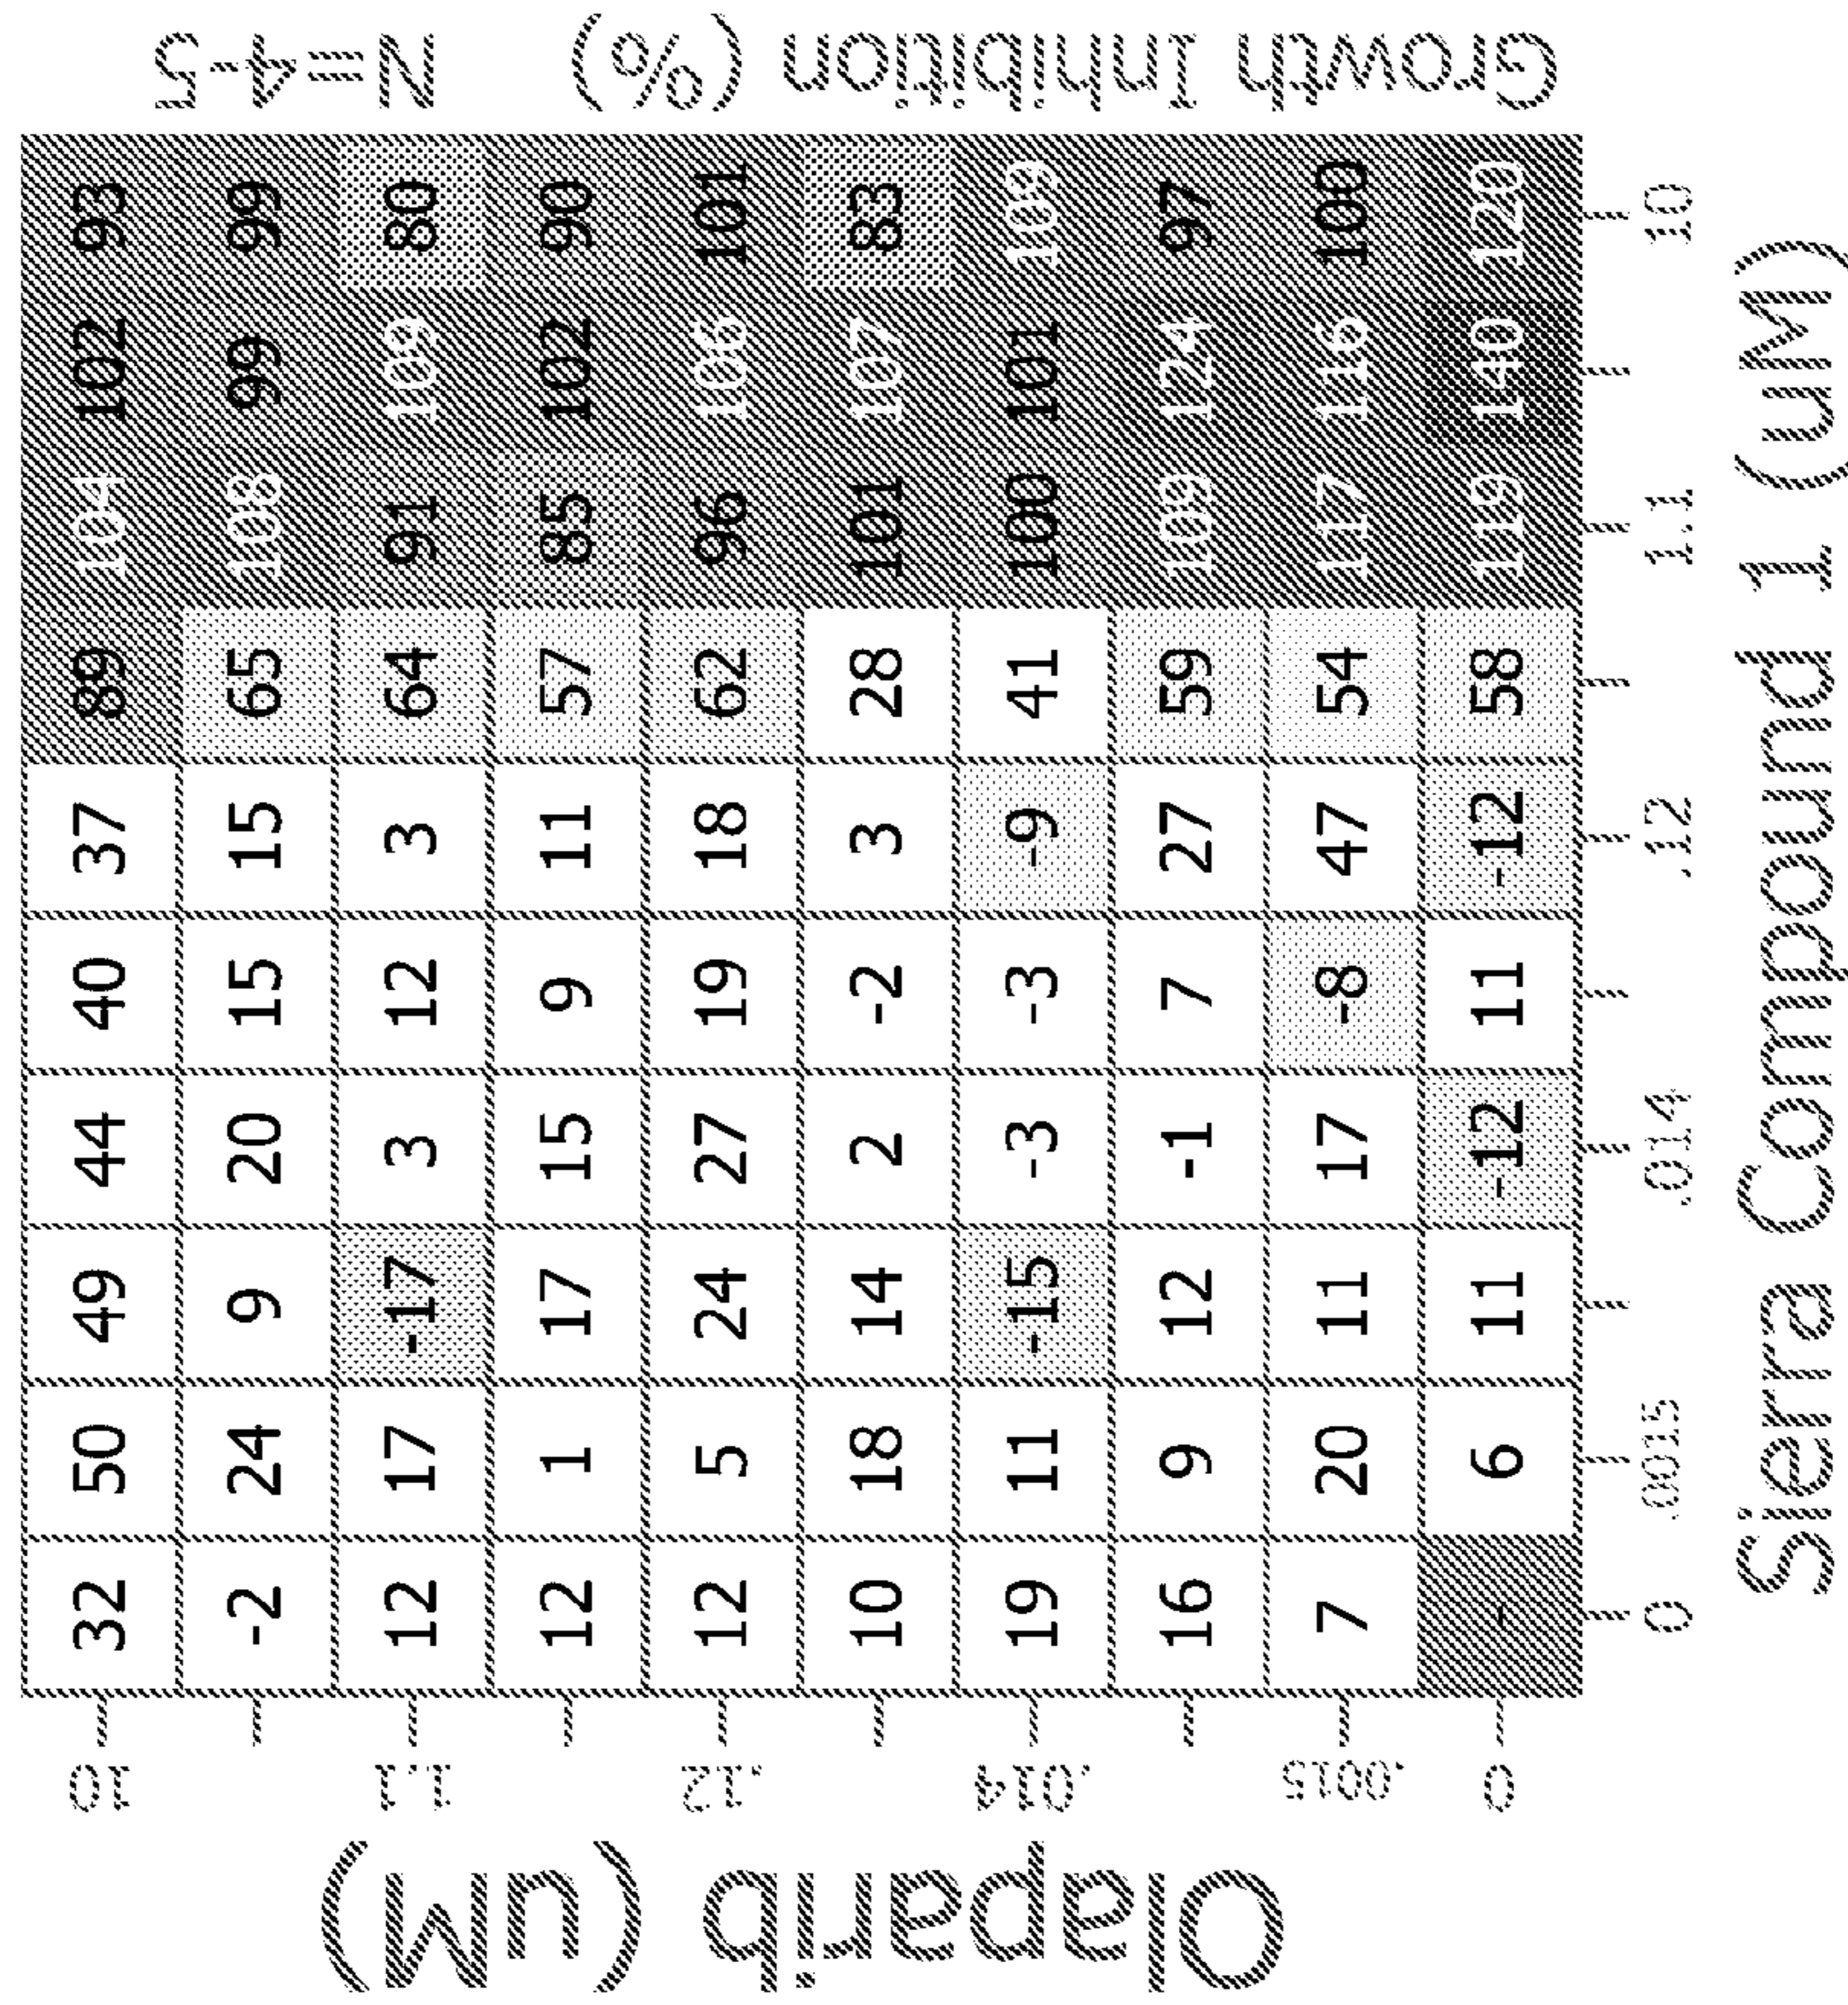 Olaparib (uM)
10 32 50 49 44 40 37 89 104 102 93
-2 24 9 20 15 15 65 108 99 99
1.1 12 17 -17 3 12 3 64 91 109 80
12 1 17 15 9 11 57 85 102 90
.12 12 5 24 27 19 18 62 96 106 101
10 18 14 2 -2 3 28 101 107 83
.014 19 11 -15 -3 -3 -9 41 100 101 109
16 9 12 -1 7 27 59 109 124 97
.0015 7 20 11 17 -8 47 54 117 116 100
0 - 6 11 -12 11 -12 58 119 140 120
0 .0015 .014 .12 1.1 10
Sierra Compound 1 (uM)
Growth Inhibition (%) N=4-5